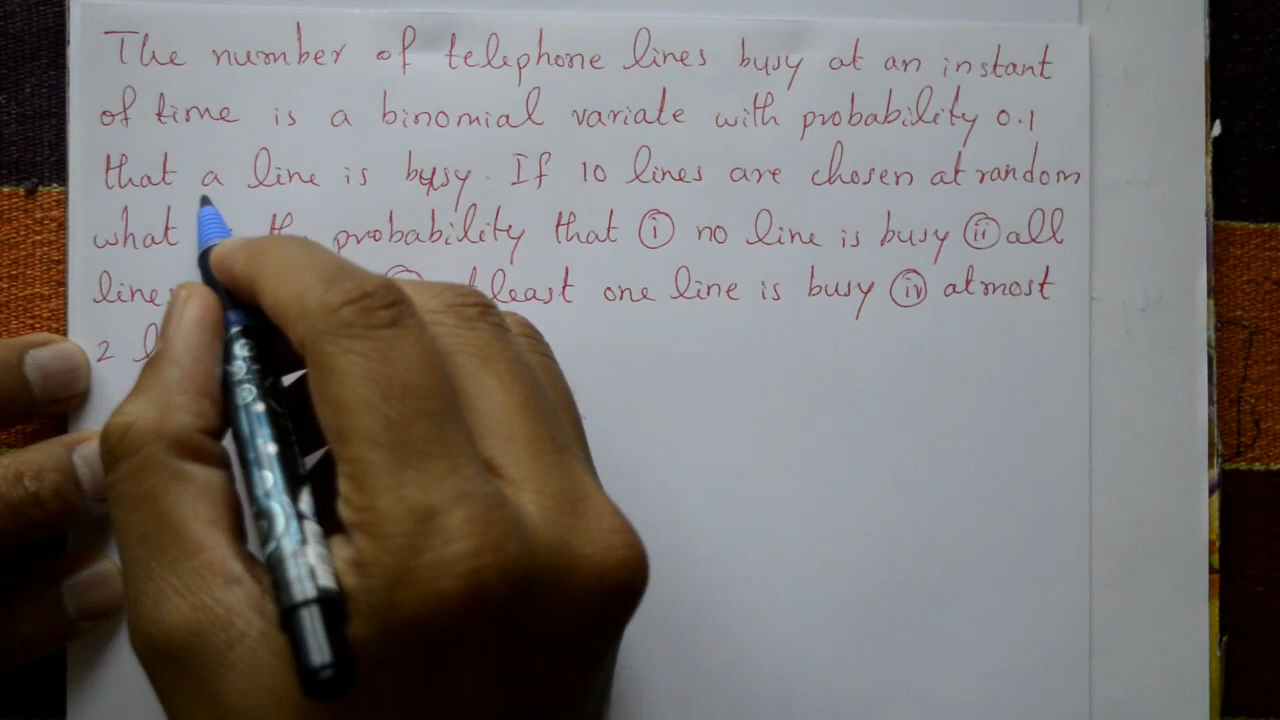 The number of telephone lines busy at an instant
of time is a binomial variate with probability 0.1
that a line is busy. If 10 lines are chosen at random
what probability that (i) no line is busy (ii) all
least one line is busy (iv) atmost
2